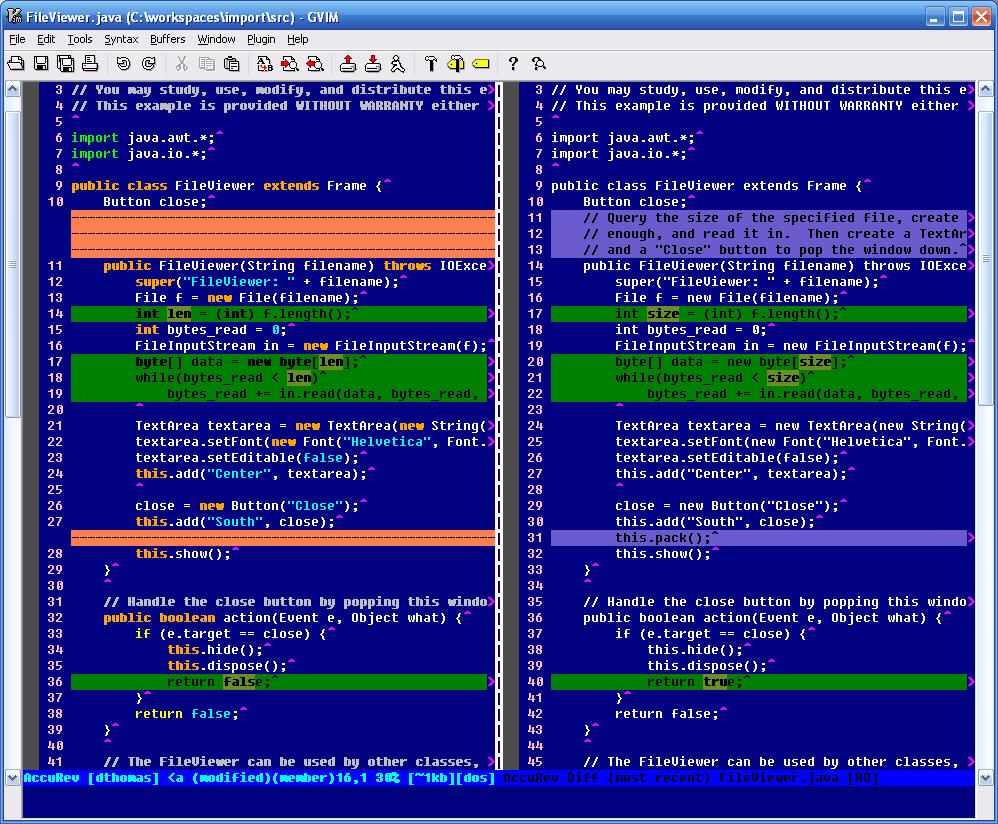 FileViewer.java (C:\workspaces\import\src) - GVIM
File Edit Tools Syntax Buffers Window Plugin Help
3 // You may study, use, modify, and distribute this e>
4 // This example is provided WITHOUT WARRANTY either >
5 ^
6 import java.awt.*;^
7 import java.io.*;^
8 ^
9 public class FileViewer extends Frame {^
10     Button close;^
11     public FileViewer(String filename) throws IOExce>
12         super("FileViewer: " + filename);^
13         File f = new File(filename);^
14         int len = (int) f.length();^
15         int bytes_read = 0;^
16         FileInputStream in = new FileInputStream(f);^
17         byte[] data = new byte[len];^
18         while(bytes_read < len)^
19             bytes_read += in.read(data, bytes_read, >
20         ^
21         TextArea textarea = new TextArea(new String(>
22         textarea.setFont(new Font("Helvetica", Font.>
23         textarea.setEditable(false);^
24         this.add("Center", textarea);^
25         ^
26         close = new Button("Close");^
27         this.add("South", close);^
28         this.show();^
29     }^
30     ^
31     // Handle the close button by popping this windo>
32     public boolean action(Event e, Object what) {^
33         if (e.target == close) {^
34             this.hide();^
35             this.dispose();^
36             return false;^
37         }^
38         return false;^
39     }^
40     ^
41     // The FileViewer can be used by other classes, >
AccuRev [dthomas] <a (modified)(member)16,1 30% [~1kb][dos]
3 // You may study, use, modify, and distribute this e>
4 // This example is provided WITHOUT WARRANTY either >
5 ^
6 import java.awt.*;^
7 import java.io.*;^
8 ^
9 public class FileViewer extends Frame {^
10     Button close;^
11     // Query the size of the specified file, create >
12     // enough, and read it in.  Then create a TextAr>
13     // and a "Close" button to pop the window down.^
14     public FileViewer(String filename) throws IOExce>
15         super("FileViewer: " + filename);^
16         File f = new File(filename);^
17         int size = (int) f.length();^
18         int bytes_read = 0;^
19         FileInputStream in = new FileInputStream(f);^
20         byte[] data = new byte[size];^
21         while(bytes_read < size)^
22             bytes_read += in.read(data, bytes_read, >
23         ^
24         TextArea textarea = new TextArea(new String(>
25         textarea.setFont(new Font("Helvetica", Font.>
26         textarea.setEditable(false);^
27         this.add("Center", textarea);^
28         ^
29         close = new Button("Close");^
30         this.add("South", close);^
31         this.pack();^
32         this.show();^
33     }^
34     ^
35     // Handle the close button by popping this windo>
36     public boolean action(Event e, Object what) {^
37         if (e.target == close) {^
38             this.hide();^
39             this.dispose();^
40             return true;^
41         }^
42         return false;^
43     }^
44     ^
45     // The FileViewer can be used by other classes, >
AccuRev Diff (most recent) FileViewer.java [RO]